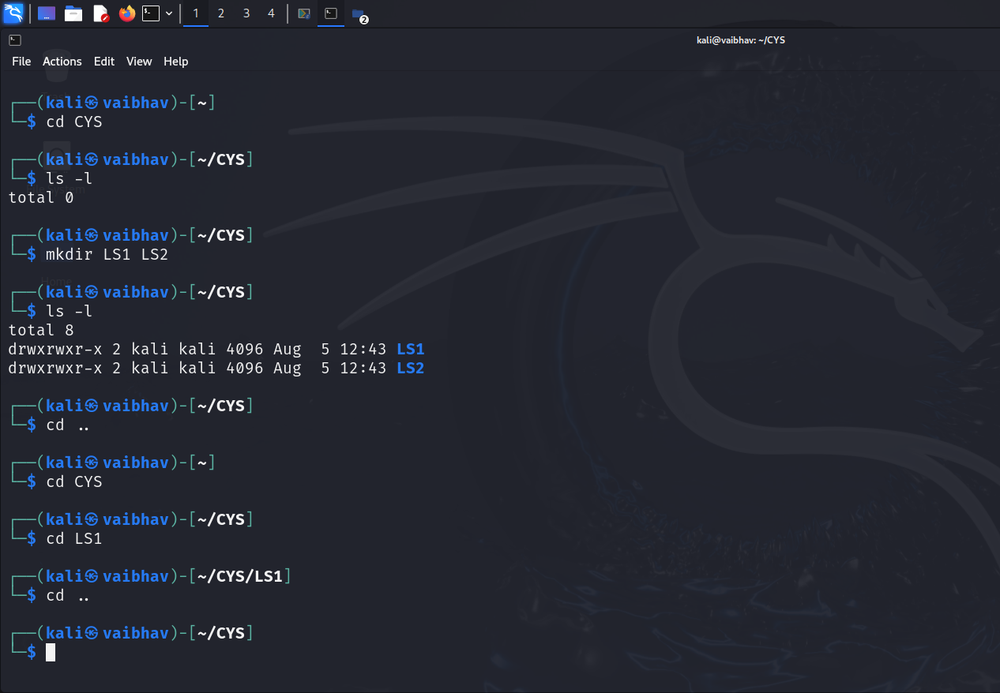 1 2 3 4
2
kali@vaibhav: ~/CYS
File Actions Edit View Help
┌──(kali㉿vaibhav)-[~]
└─$ cd CYS
┌──(kali㉿vaibhav)-[~/CYS]
└─$ ls -l
total 0
┌──(kali㉿vaibhav)-[~/CYS]
└─$ mkdir LS1 LS2
Home
┌──(kali㉿vaibhav)-[~/CYS]
└─$ ls -l
total 8
drwxrwxr-x 2 kali kali 4096 Aug  5 12:43 LS1
drwxrwxr-x 2 kali kali 4096 Aug  5 12:43 LS2
┌──(kali㉿vaibhav)-[~/CYS]
└─$ cd ..
┌──(kali㉿vaibhav)-[~]
└─$ cd CYS
┌──(kali㉿vaibhav)-[~/CYS]
└─$ cd LS1
┌──(kali㉿vaibhav)-[~/CYS/LS1]
└─$ cd ..
┌──(kali㉿vaibhav)-[~/CYS]
└─$